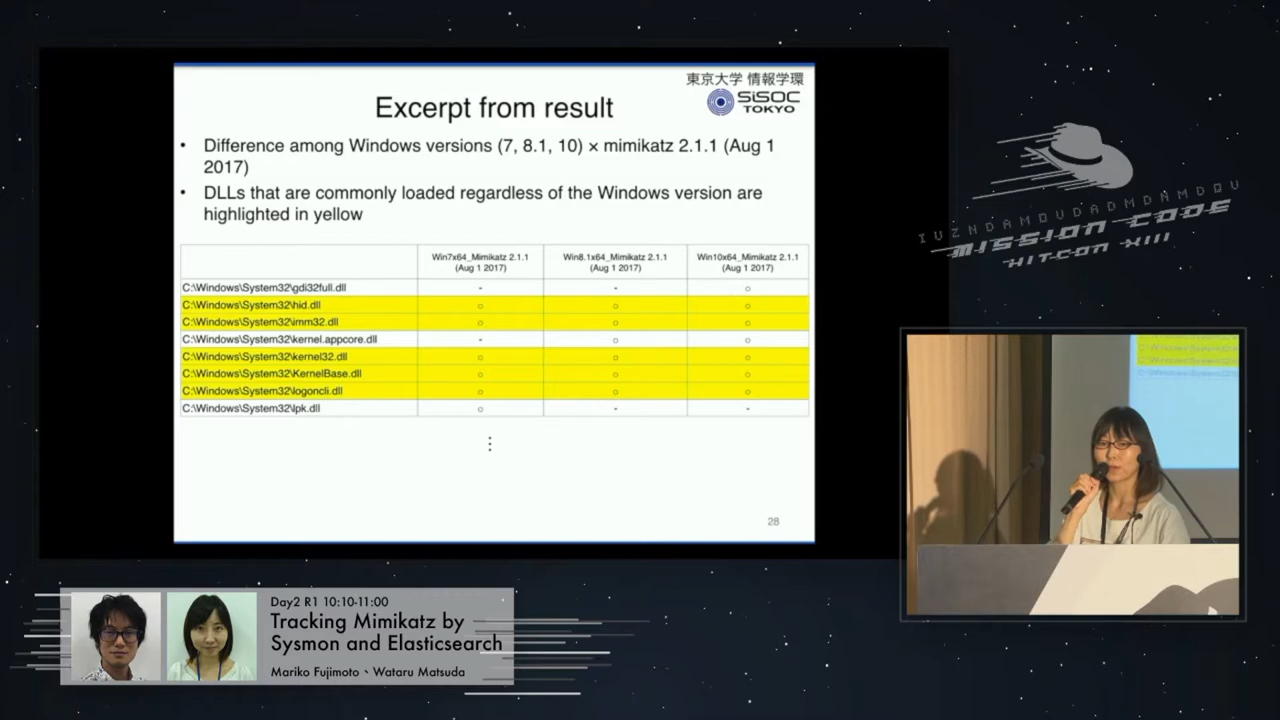 東京大学 情報学環
SiSOC
TOKYO
Excerpt from result
• Difference among Windows versions (7, 8.1, 10) × mimikatz 2.1.1 (Aug 1
2017)
• DLLs that are commonly loaded regardless of the Windows version are
highlighted in yellow
Win7x64_Mimikatz 2.1.1 (Aug 1 2017) Win8.1x64_Mimikatz 2.1.1 (Aug 1 2017) Win10x64_Mimikatz 2.1.1 (Aug 1 2017)
C:\Windows\System32\gdi32full.dll - - ○
C:\Windows\System32\hid.dll ○ ○ ○
C:\Windows\System32\imm32.dll ○ ○ ○
C:\Windows\System32\kernel.appcore.dll - ○ ○
C:\Windows\System32\kernel32.dll ○ ○ ○
C:\Windows\System32\KernelBase.dll ○ ○ ○
C:\Windows\System32\logoncli.dll ○ ○ ○
C:\Windows\System32\lpk.dll ○ - -
⋮
28
MISSION CODE
HITCON XIII
Day2 R1 10:10-11:00
Tracking Mimikatz by
Sysmon and Elasticsearch
Mariko Fujimoto、Wataru Matsuda